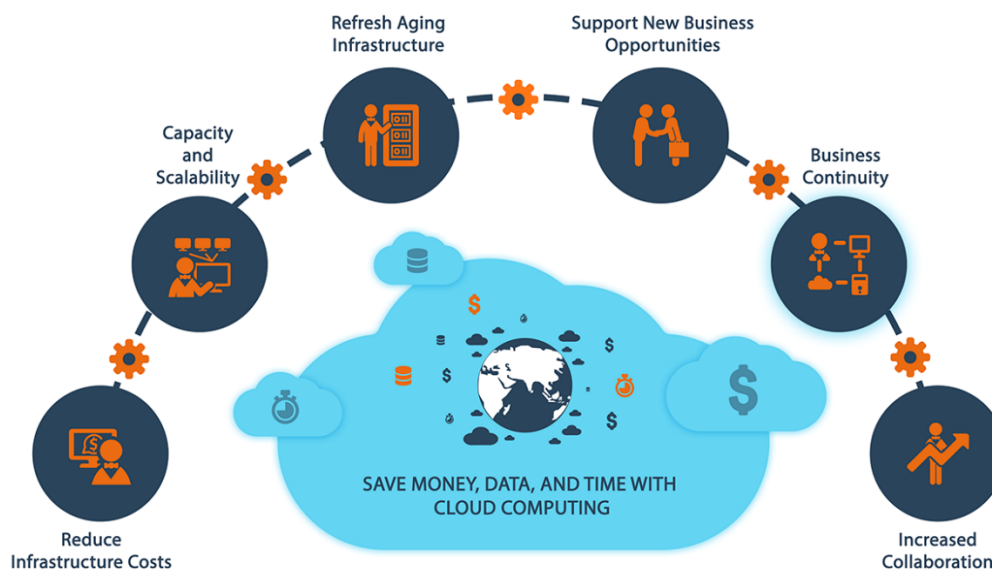 Refresh Aging
Infrastructure
Support New Business
Opportunities
Capacity
and
Scalability
Business
Continuity
$
$
$
$
$
$
$
SAVE MONEY, DATA, AND TIME WITH
CLOUD COMPUTING
Reduce
Infrastructure Costs
Increased
Collaboration